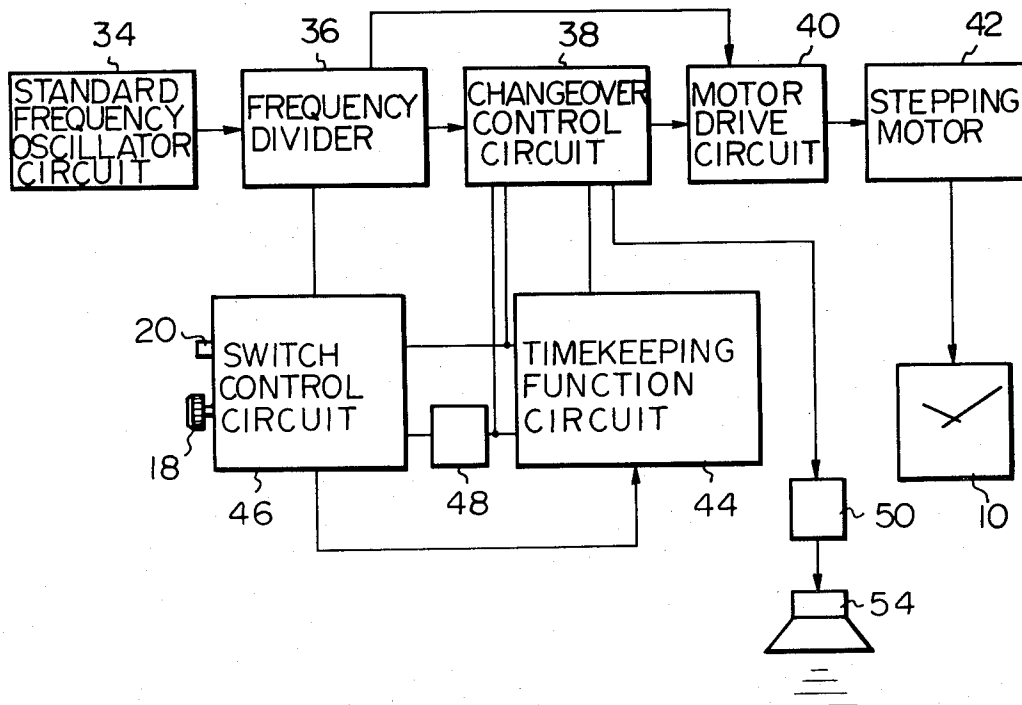 34
36
38
40
42
STANDARD
FREQUENCY
OSCILLATOR
CIRCUIT
FREQUENCY
DIVIDER
CHANGEOVER
CONTROL
CIRCUIT
MOTOR
DRIVE
CIRCUIT
STEPPING
MOTOR
20
18
SWITCH
CONTROL
CIRCUIT
TIMEKEEPING
FUNCTION
CIRCUIT
46
48
44
50
10
54